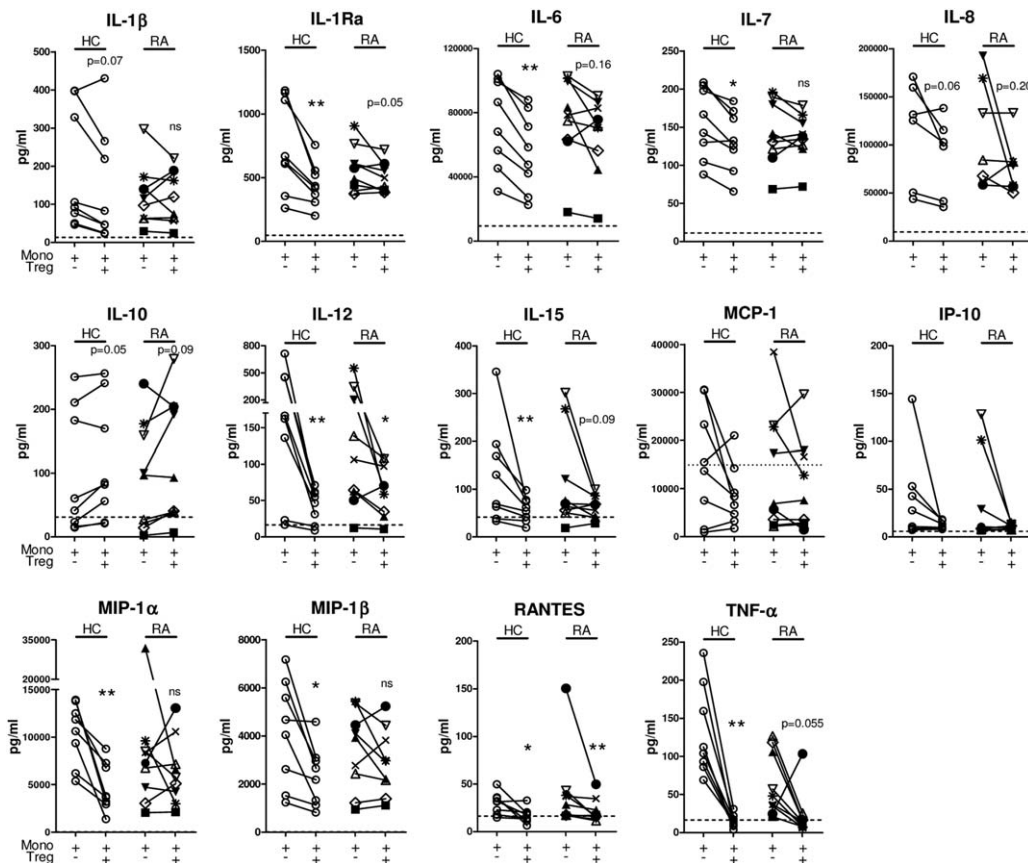 IL-1β
HC RA
p=0.07
ns
pg/ml
500
400
300
200
100
0
Mono + + + +
Treg - + - +
IL-1Ra
HC RA
**
p=0.05
pg/ml
1500
1000
500
0
+ + + +
- + - +
IL-6
HC RA
**
p=0.16
pg/ml
120000
80000
40000
0
+ + + +
- + - +
IL-7
HC RA
*
ns
pg/ml
250
200
150
100
50
0
+ + + +
- + - +
IL-8
HC RA
p=0.06
p=0.20
pg/ml
200000
150000
100000
50000
0
+ + + +
- + - +
IL-10
HC RA
p=0.05
p=0.09
pg/ml
300
200
100
0
Mono + + + +
Treg - + - +
IL-12
HC RA
**
*
pg/ml
800
600
400
200
150
100
50
0
+ + + +
- + - +
IL-15
HC RA
**
p=0.09
pg/ml
400
300
200
100
0
+ + + +
- + - +
MCP-1
HC RA
pg/ml
40000
30000
20000
10000
0
+ + + +
- + - +
IP-10
HC RA
pg/ml
200
150
100
50
0
+ + + +
- + - +
MIP-1α
HC RA
**
ns
pg/ml
35000
20000
15000
10000
5000
0
Mono + + + +
Treg - + - +
MIP-1β
HC RA
*
ns
pg/ml
8000
6000
4000
2000
0
+ + + +
- + - +
RANTES
HC RA
*
**
pg/ml
200
150
100
50
0
+ + + +
- + - +
TNF-α
HC RA
**
p=0.055
pg/ml
250
200
150
100
50
0
+ + + +
- + - +